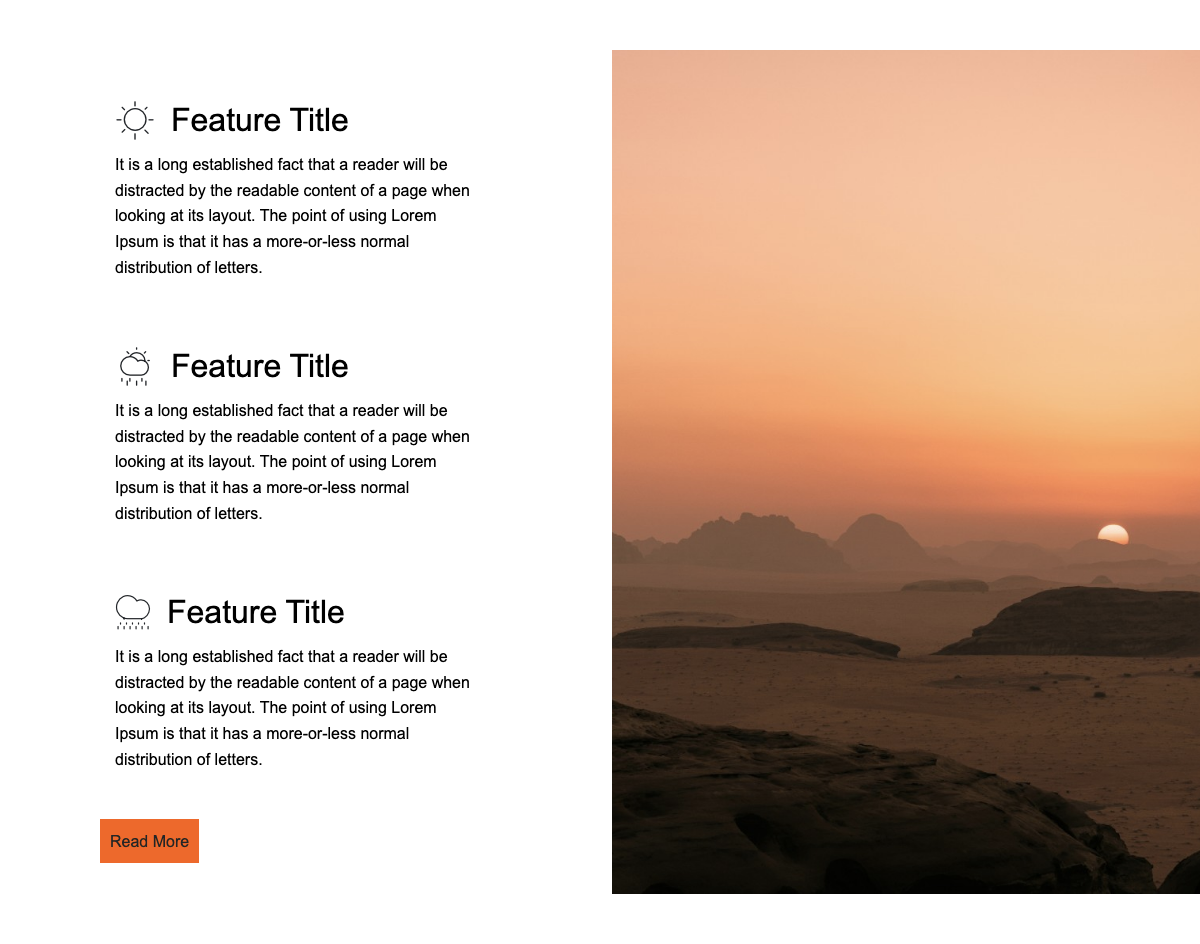 Feature Title
It is a long established fact that a reader will be
distracted by the readable content of a page when
looking at its layout. The point of using Lorem
Ipsum is that it has a more-or-less normal
distribution of letters.
Feature Title
It is a long established fact that a reader will be
distracted by the readable content of a page when
looking at its layout. The point of using Lorem
Ipsum is that it has a more-or-less normal
distribution of letters.
Feature Title
It is a long established fact that a reader will be
distracted by the readable content of a page when
looking at its layout. The point of using Lorem
Ipsum is that it has a more-or-less normal
distribution of letters.
Read More